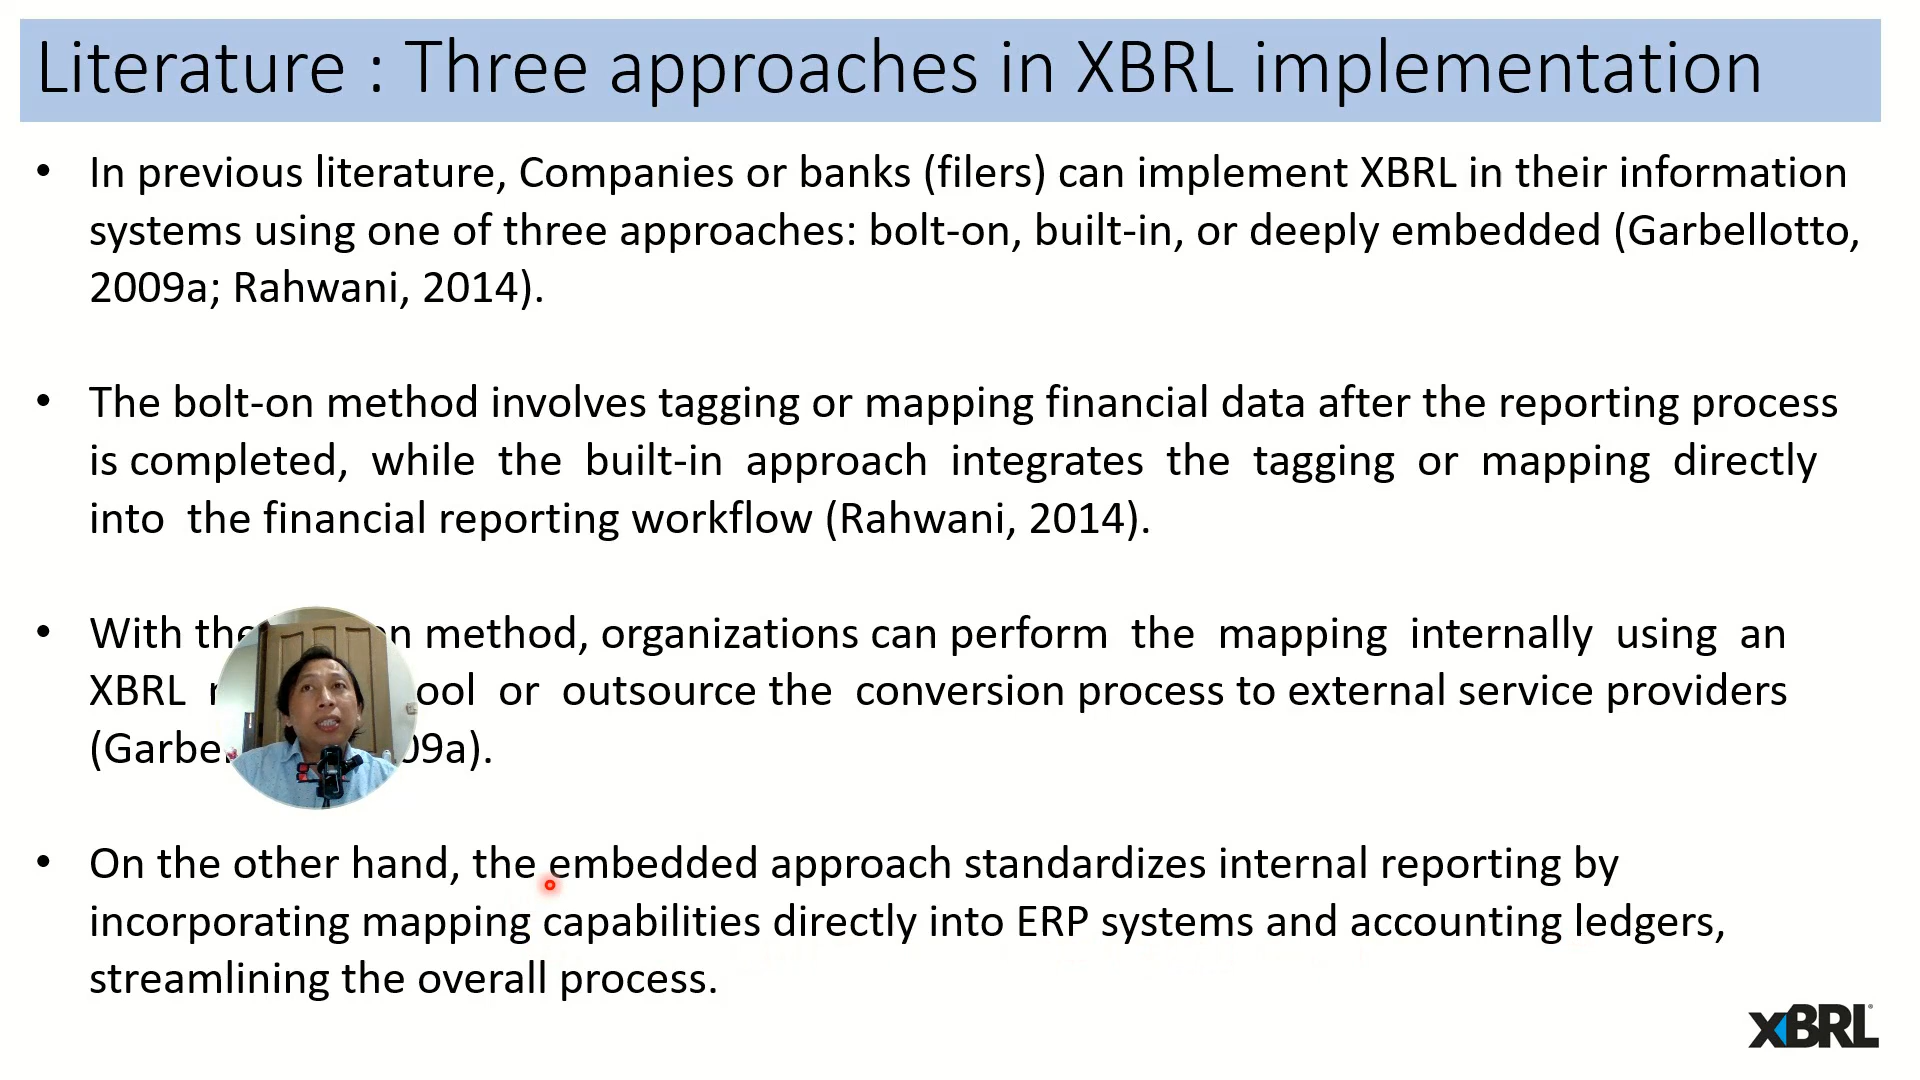 Literature : Three approaches in XBRL implementation
• In previous literature, Companies or banks (filers) can implement XBRL in their information
systems using one of three approaches: bolt-on, built-in, or deeply embedded (Garbellotto,
2009a; Rahwani, 2014).
• The bolt-on method involves tagging or mapping financial data after the reporting process
is completed, while the built-in approach integrates the tagging or mapping directly
into the financial reporting workflow (Rahwani, 2014).
• With the method, organizations can perform the mapping internally using an
XBRL or outsource the conversion process to external service providers
• On the other hand, the embedded approach standardizes internal reporting by
incorporating mapping capabilities directly into ERP systems and accounting ledgers,
streamlining the overall process.
XBRL